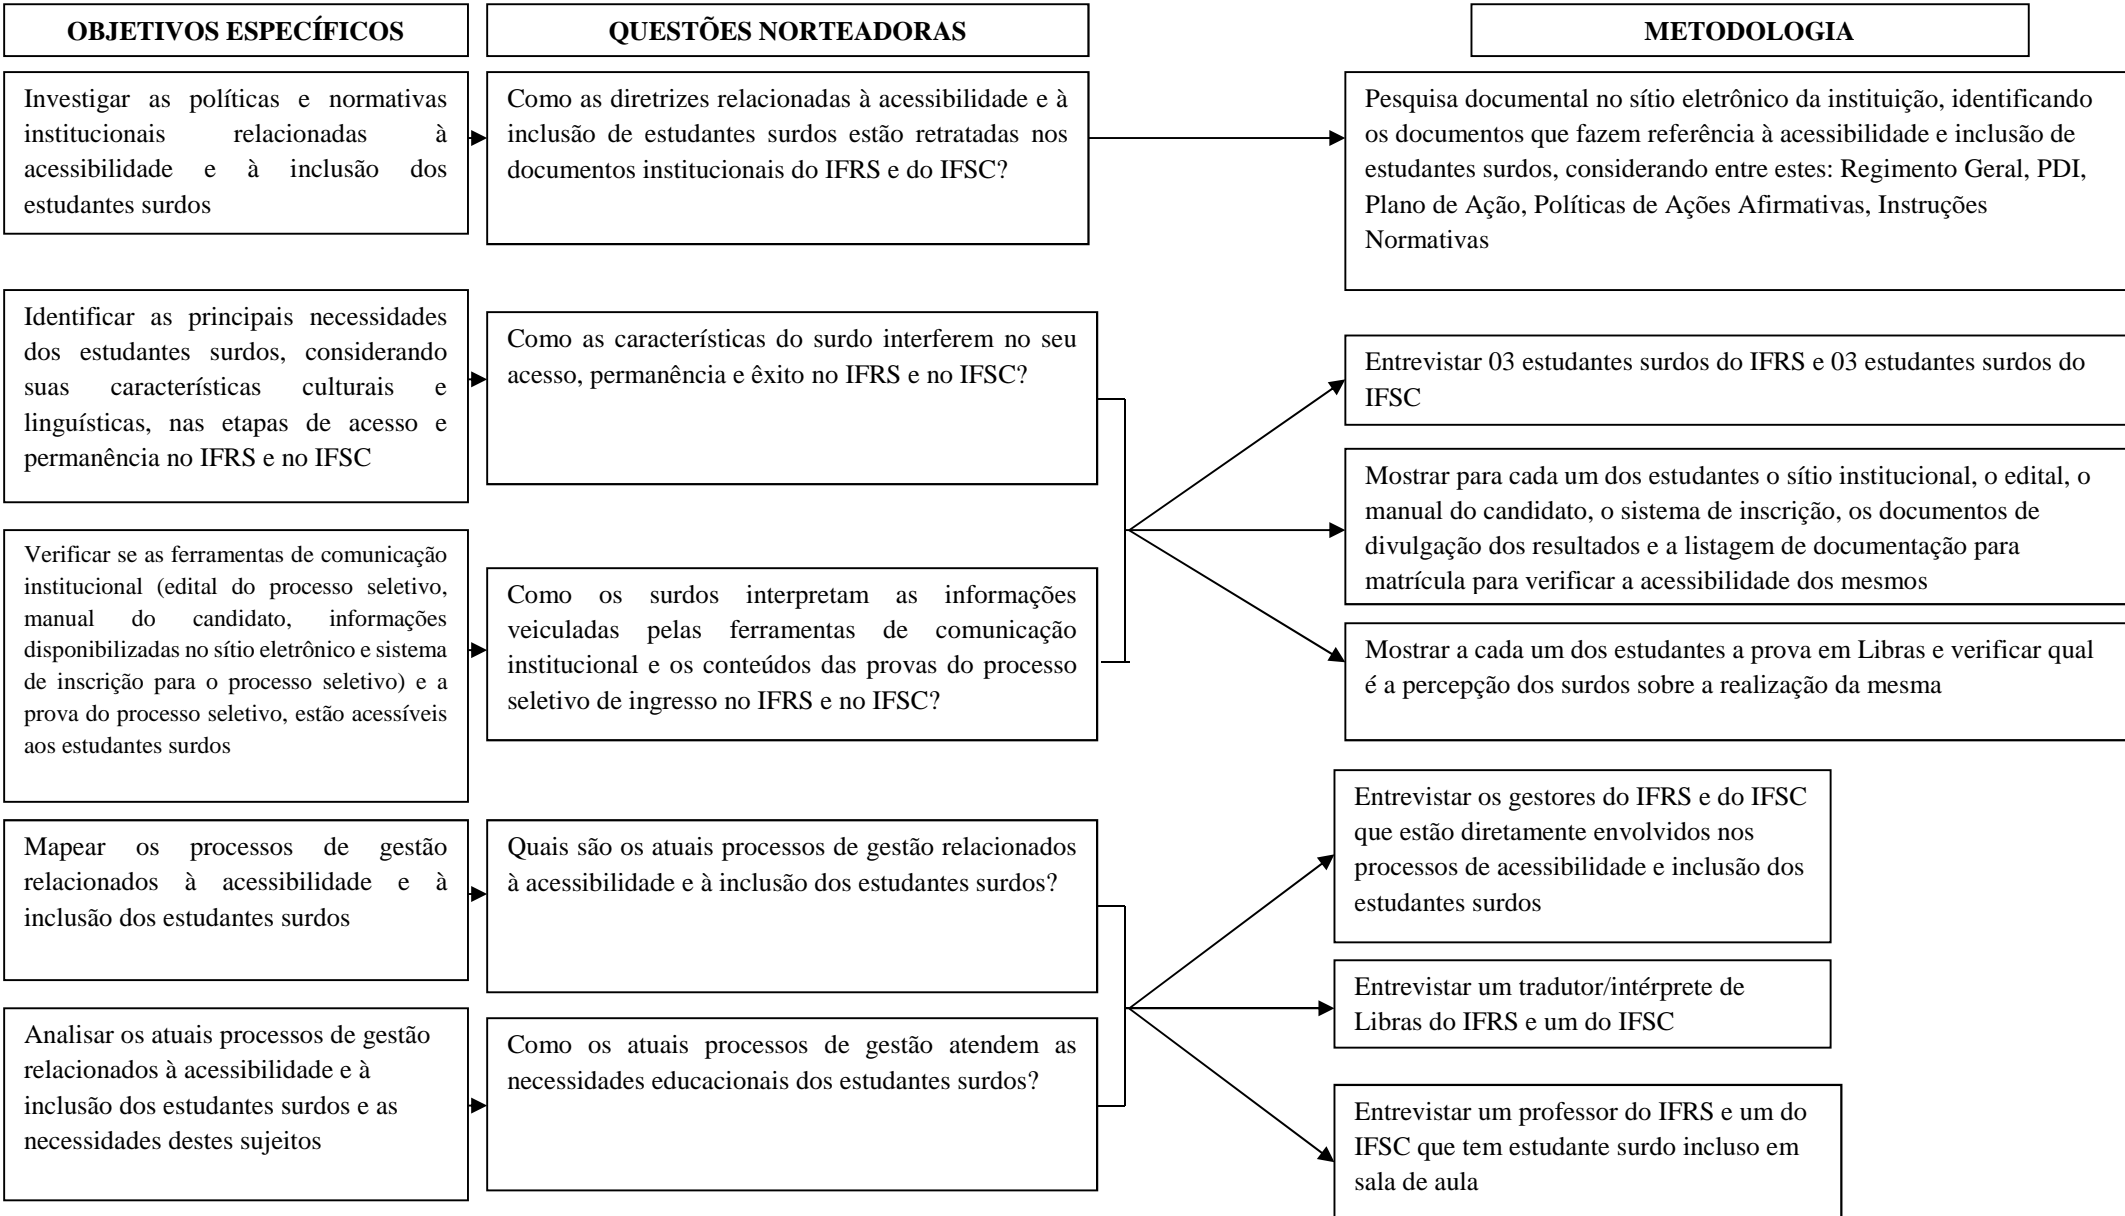 OBJETIVOS ESPECÍFICOS
QUESTÕES NORTEADORAS
METODOLOGIA
Investigar as políticas e normativas
institucionais relacionadas à
acessibilidade e à inclusão dos
estudantes surdos
Como as diretrizes relacionadas à acessibilidade e à
inclusão de estudantes surdos estão retratadas nos
documentos institucionais do IFRS e do IFSC?
Pesquisa documental no sítio eletrônico da instituição, identificando
os documentos que fazem referência à acessibilidade e inclusão de
estudantes surdos, considerando entre estes: Regimento Geral, PDI,
Plano de Ação, Políticas de Ações Afirmativas, Instruções
Normativas
Identificar as principais necessidades
dos estudantes surdos, considerando
suas características culturais e
linguísticas, nas etapas de acesso e
permanência no IFRS e no IFSC
Como as características do surdo interferem no seu
acesso, permanência e êxito no IFRS e no IFSC?
Entrevistar 03 estudantes surdos do IFRS e 03 estudantes surdos do
IFSC
Mostrar para cada um dos estudantes o sítio institucional, o edital, o
manual do candidato, o sistema de inscrição, os documentos de
divulgação dos resultados e a listagem de documentação para
matrícula para verificar a acessibilidade dos mesmos
Verificar se as ferramentas de comunicação
institucional (edital do processo seletivo,
manual do candidato, informações
disponibilizadas no sítio eletrônico e sistema
de inscrição para o processo seletivo) e a
prova do processo seletivo, estão acessíveis
aos estudantes surdos
Como os surdos interpretam as informações
veiculadas pelas ferramentas de comunicação
institucional e os conteúdos das provas do processo
seletivo de ingresso no IFRS e no IFSC?
Mostrar a cada um dos estudantes a prova em Libras e verificar qual
é a percepção dos surdos sobre a realização da mesma
Mapear os processos de gestão
relacionados à acessibilidade e à
inclusão dos estudantes surdos
Quais são os atuais processos de gestão relacionados
à acessibilidade e à inclusão dos estudantes surdos?
Entrevistar os gestores do IFRS e do IFSC
que estão diretamente envolvidos nos
processos de acessibilidade e inclusão dos
estudantes surdos
Entrevistar um tradutor/intérprete de
Libras do IFRS e um do IFSC
Analisar os atuais processos de gestão
relacionados à acessibilidade e à
inclusão dos estudantes surdos e as
necessidades destes sujeitos
Como os atuais processos de gestão atendem as
necessidades educacionais dos estudantes surdos?
Entrevistar um professor do IFRS e um do
IFSC que tem estudante surdo incluso em
sala de aula